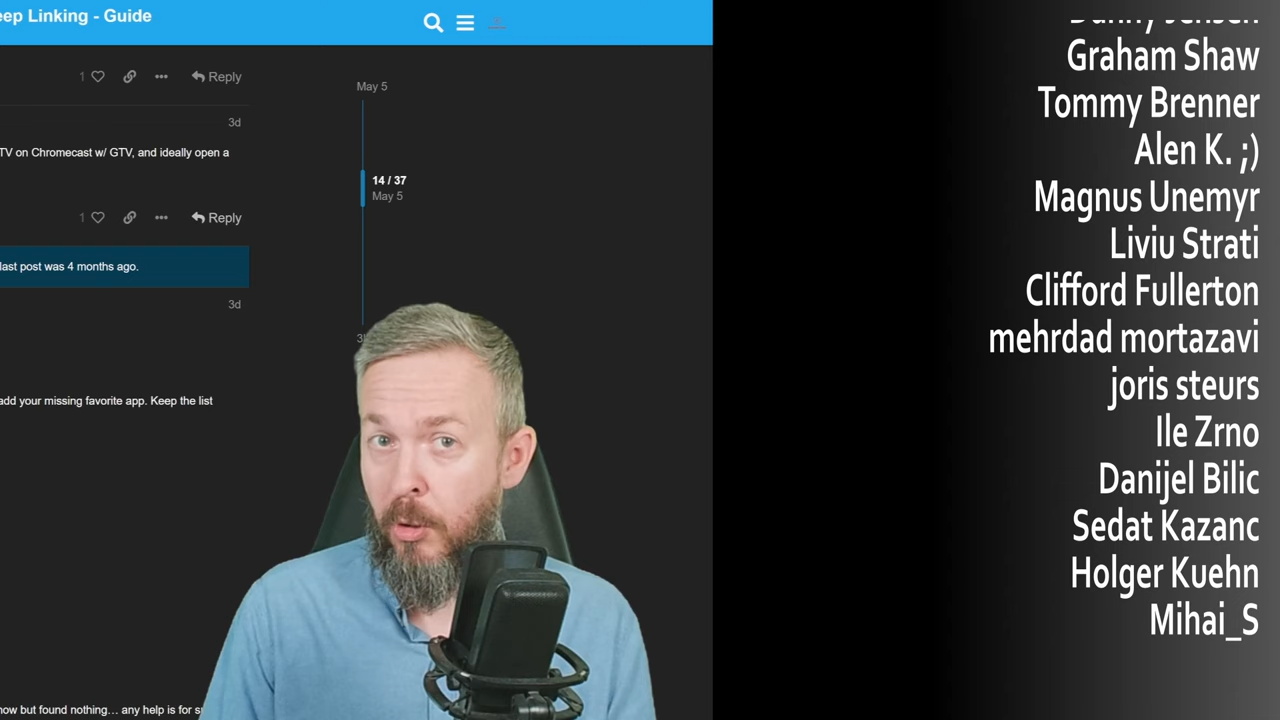 eep Linking - Guide
1
Reply
May 5
3d
TV on Chromecast w/ GTV, and ideally open a
14 / 37
May 5
1
Reply
last post was 4 months ago.
3d
add your missing favorite app. Keep the list
now but found nothing... any help is for
Danny Jensen
Graham Shaw
Tommy Brenner
Alen K. ;)
Magnus Unemyr
Liviu Strati
Clifford Fullerton
mehrdad mortazavi
joris steurs
Ile Zrno
Danijel Bilic
Sedat Kazanc
Holger Kuehn
Mihai_S